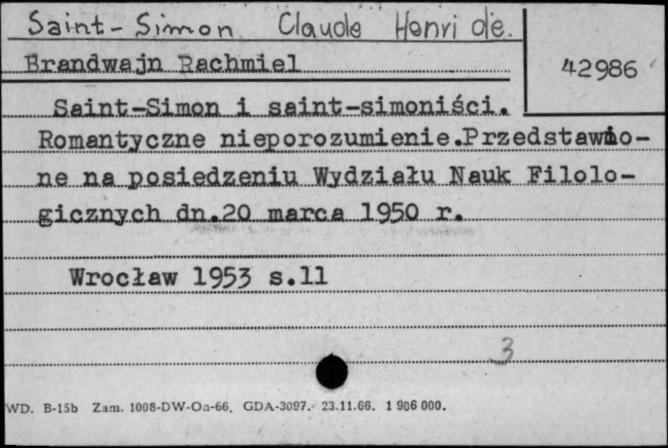 Saint-Simon Claude Henri de.
Brandwajn Rachmiel
42986
Saint-Simon i saint-simoniści.
Romantyczne nieporozumienie.Przedstawio-
ne na posiedzeniu Wydziału Nauk Filolo-
gicznych dn.20 marca 1950 r.
Wrocław 1953 s.11
3
WD. B-15b Zam. 1008-DW-Oa-66. GDA-3097. 23.11.66. 1 906 000.